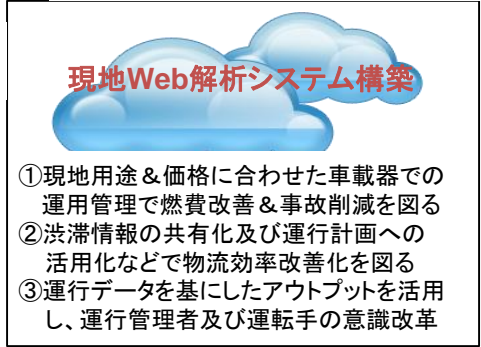 現地Web解析システム構築
①現地用途＆価格に合わせた車載器での
運用管理で燃費改善＆事故削減を図る
②渋滞情報の共有化及び運行計画への
活用化などで物流効率改善化を図る
③運行データを基にしたアウトプットを活用
し、運行管理者及び運転手の意識改革